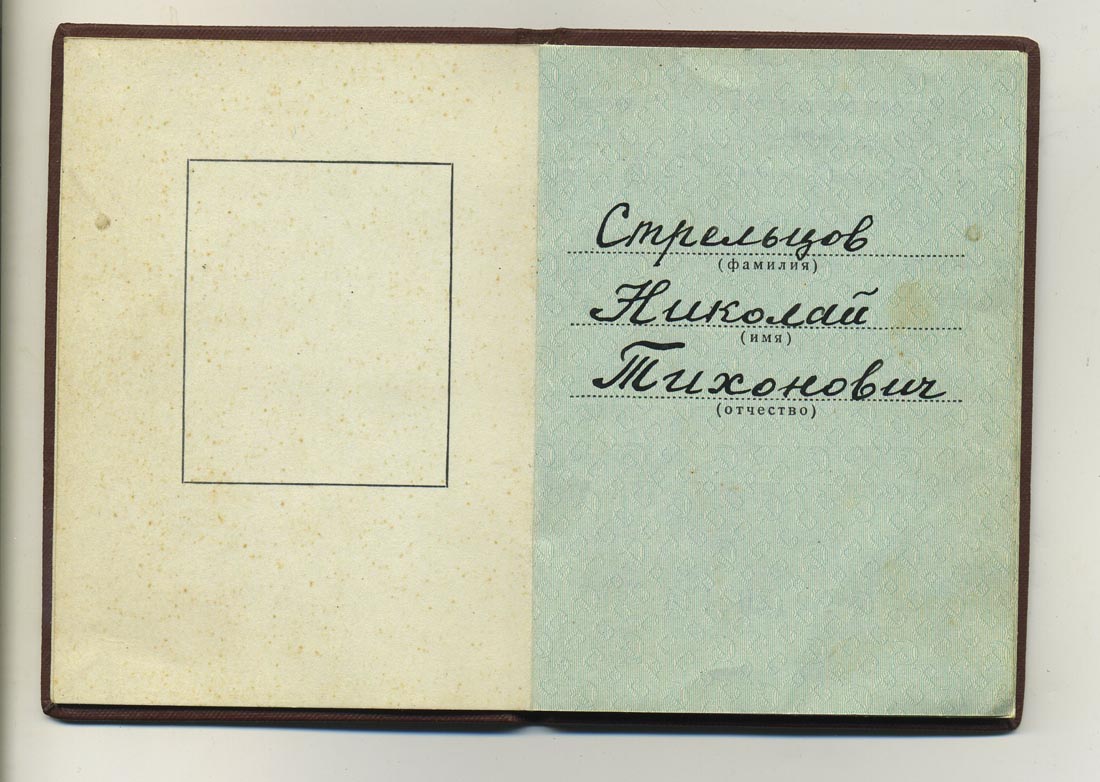 Стрельцов
(фамилия)
Николай
(имя)
Тихонович
(отчество)